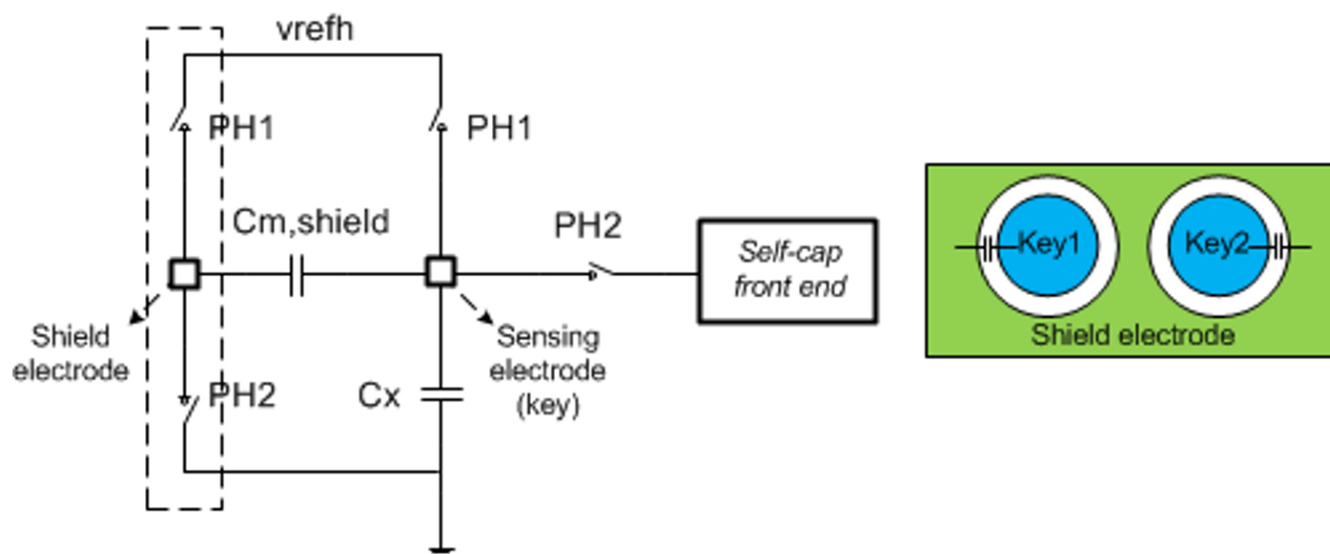 vrefh
PH1
PH1
Cm,shield
PH2
Self-cap
front end
Shield
electrode
Sensing
electrode
(key)
PH2
Cx
Key1
Key2
Shield electrode